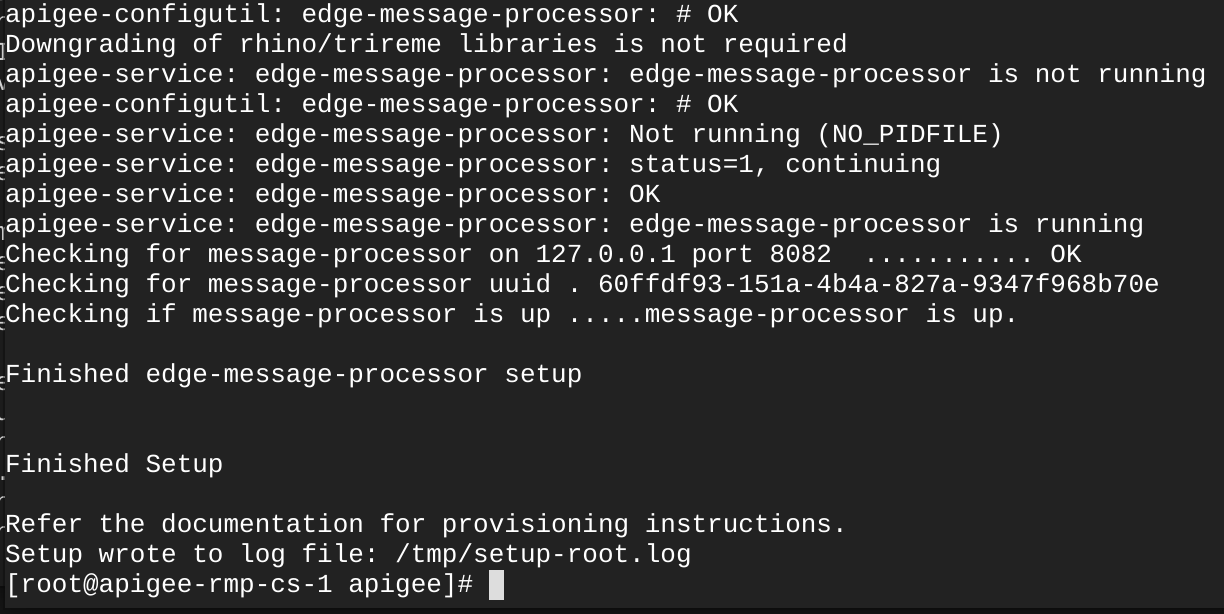 apigee-configutil: edge-message-processor: # OK
Downgrading of rhino/trireme libraries is not required
apigee-service: edge-message-processor: edge-message-processor is not running
apigee-configutil: edge-message-processor: # OK
apigee-service: edge-message-processor: Not running (NO_PIDFILE)
apigee-service: edge-message-processor: status=1, continuing
apigee-service: edge-message-processor: OK
apigee-service: edge-message-processor: edge-message-processor is running
Checking for message-processor on 127.0.0.1 port 8082  ........... OK
Checking for message-processor uuid . 60ffdf93-151a-4b4a-827a-9347f968b70e
Checking if message-processor is up .....message-processor is up.
Finished edge-message-processor setup
Finished Setup
Refer the documentation for provisioning instructions.
Setup wrote to log file: /tmp/setup-root.log
[root@apigee-rmp-cs-1 apigee]#